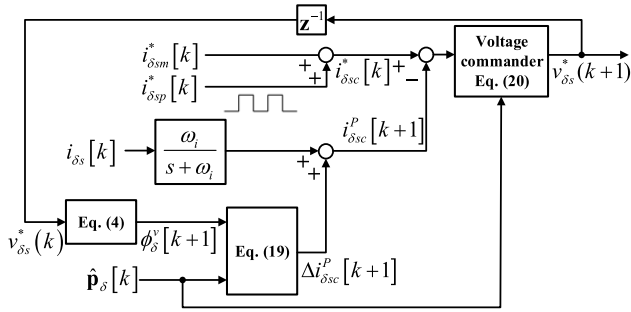 z⁻¹
i*δsm[k]
i*δsp[k]
+
+
i*δsc[k]
+
−
Voltage
commander
Eq. (20)
v*δs(k+1)
iδs[k]
ωi
s + ωi
+
+
iᴾδsc[k+1]
v*δs(k)
Eq. (4)
ϕᵛδ[k+1]
Eq. (19)
Δiᴾδsc[k+1]
p̂δ[k]